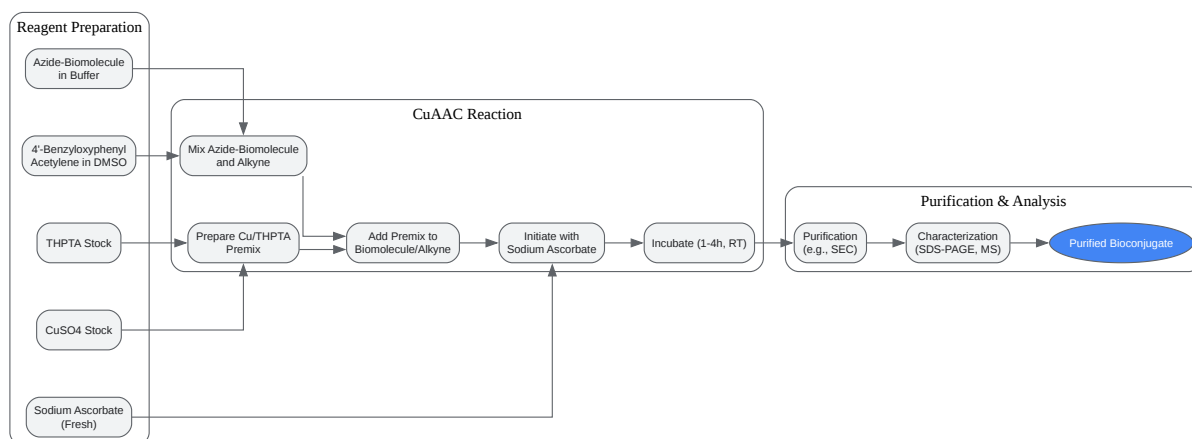 Reagent Preparation
Azide-Biomolecule
in Buffer
4'-Benzyloxyphenyl
Acetylene in DMSO
THPTA Stock
CuSO4 Stock
Sodium Ascorbate
(Fresh)
CuAAC Reaction
Mix Azide-Biomolecule
and Alkyne
Prepare Cu/THPTA
Premix
Add Premix to
Biomolecule/Alkyne
Initiate with
Sodium Ascorbate
Incubate (1-4h, RT)
Purification & Analysis
Purification
(e.g., SEC)
Characterization
(SDS-PAGE, MS)
Purified Bioconjugate